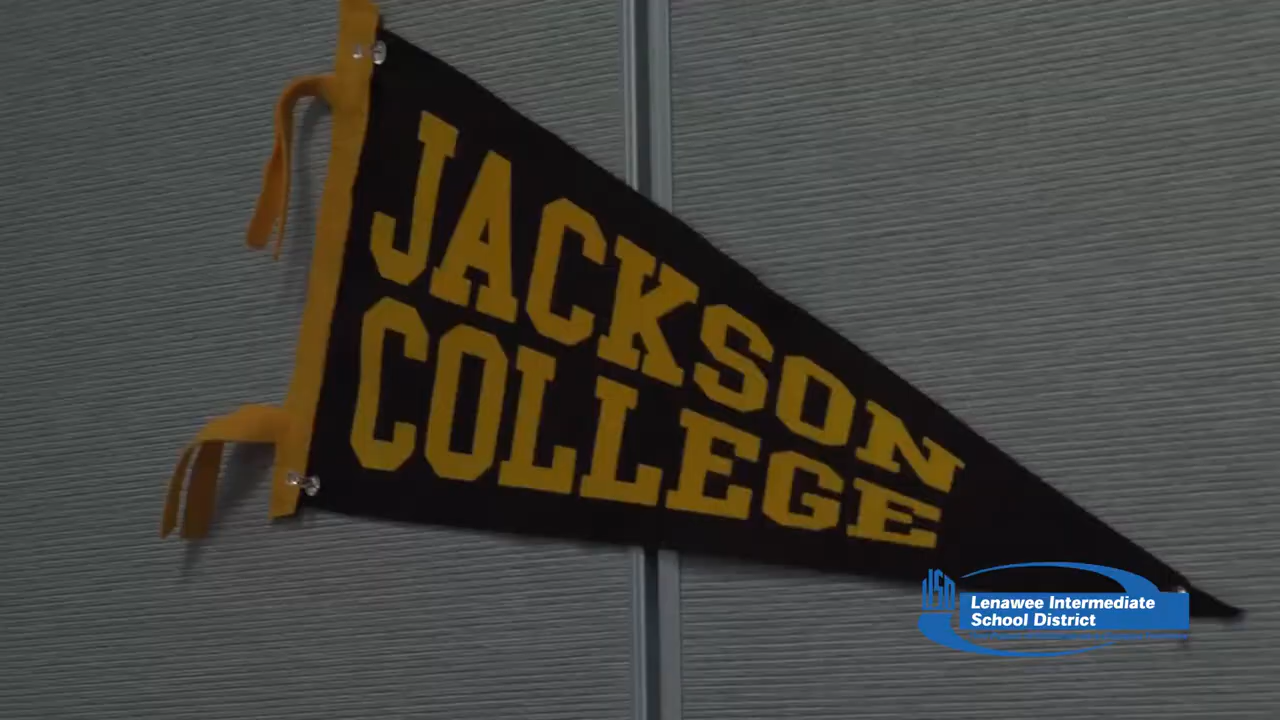 JACKSON
COLLEGE
LISD
Lenawee Intermediate
School District